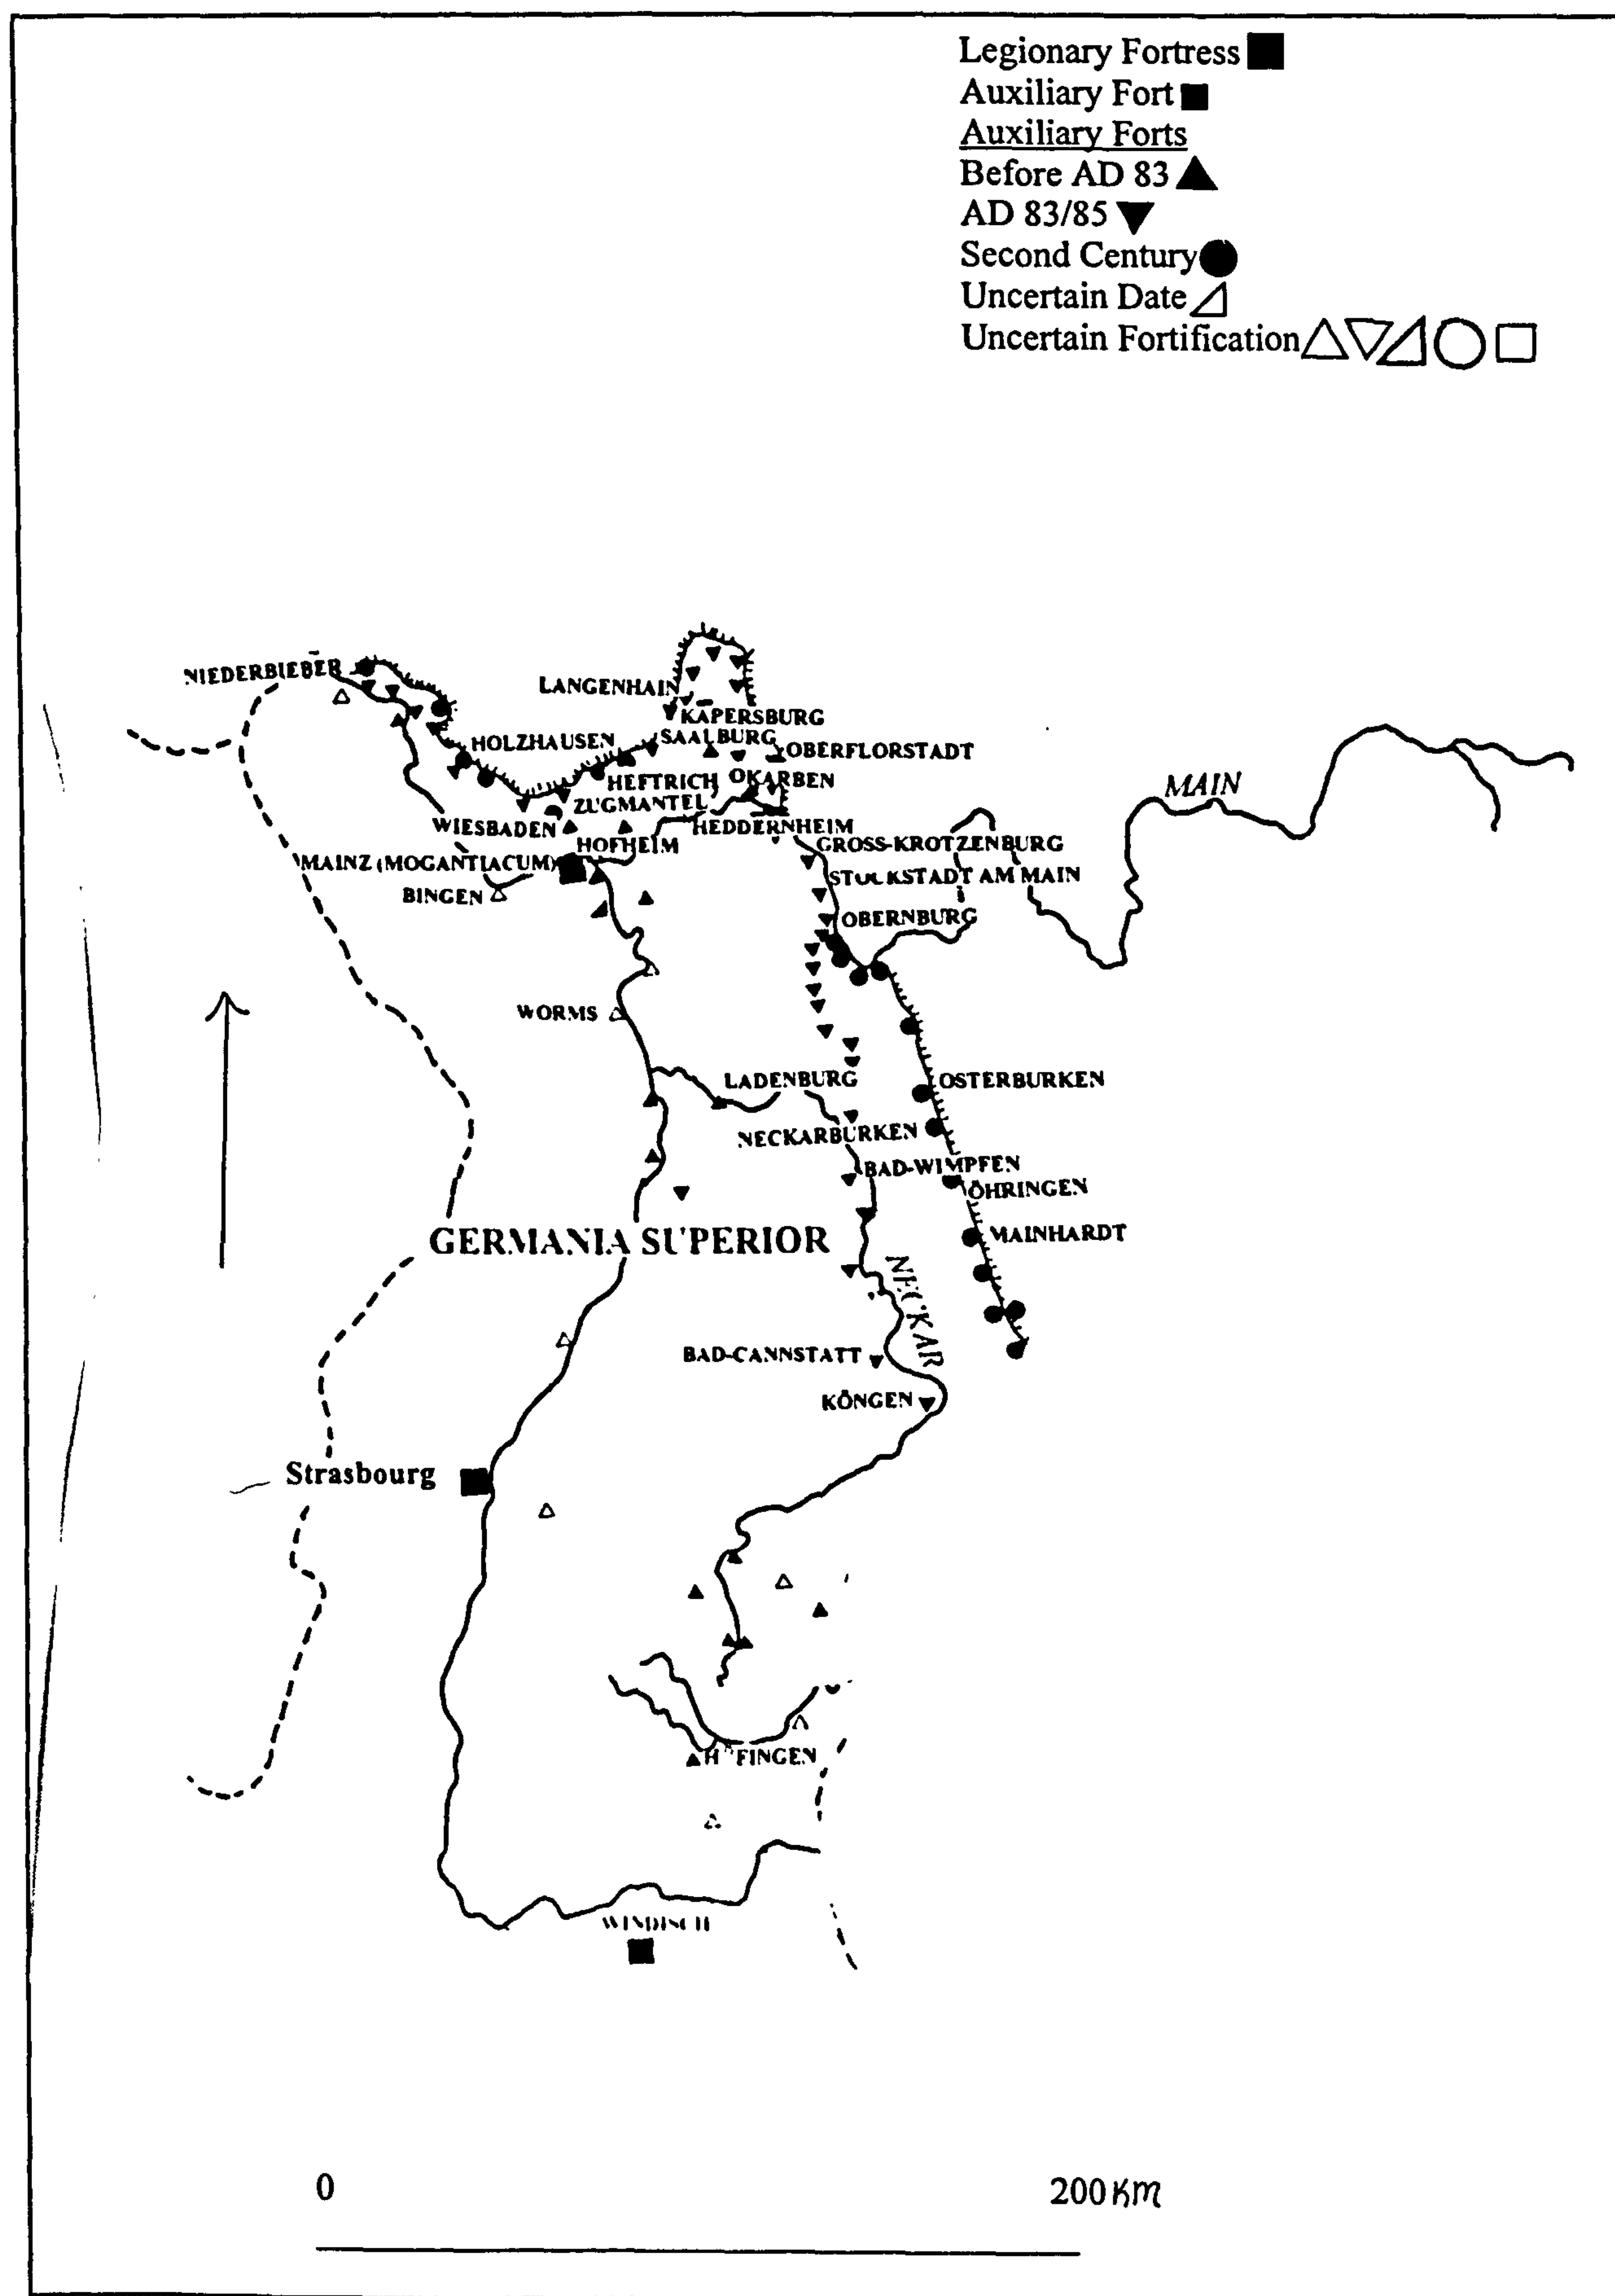 Legionary Fortress
Auxiliary Fort
Auxiliary Forts
Before AD 83
AD 83/85
Second Century
Uncertain Date
Uncertain Fortification
NIEDERBIEBER
LANGENHAIN
KAPERSBURG
HOLZHAUSEN
SAALBURG
OBERFLORSTADT
HEFTRICH
OKARBEN
MAIN
ZUGMANTEL
WIESBADEN
HEDDERNHEIM
HOFHEIM
GROSS-KROTZENBURG
MAINZ (MOGANTIACUM)
STOCKSTADT AM MAIN
BINGEN
OBERNBURG
WORMS
LADENBURG
OSTERBURKEN
NECKARBURKEN
BAD-WIMPFEN
ÖHRINGEN
MAINHARDT
GERMANIA SUPERIOR
NECKAR
BAD-CANNSTATT
KÖNGEN
Strasbourg
WINDISCH
0
200 KM